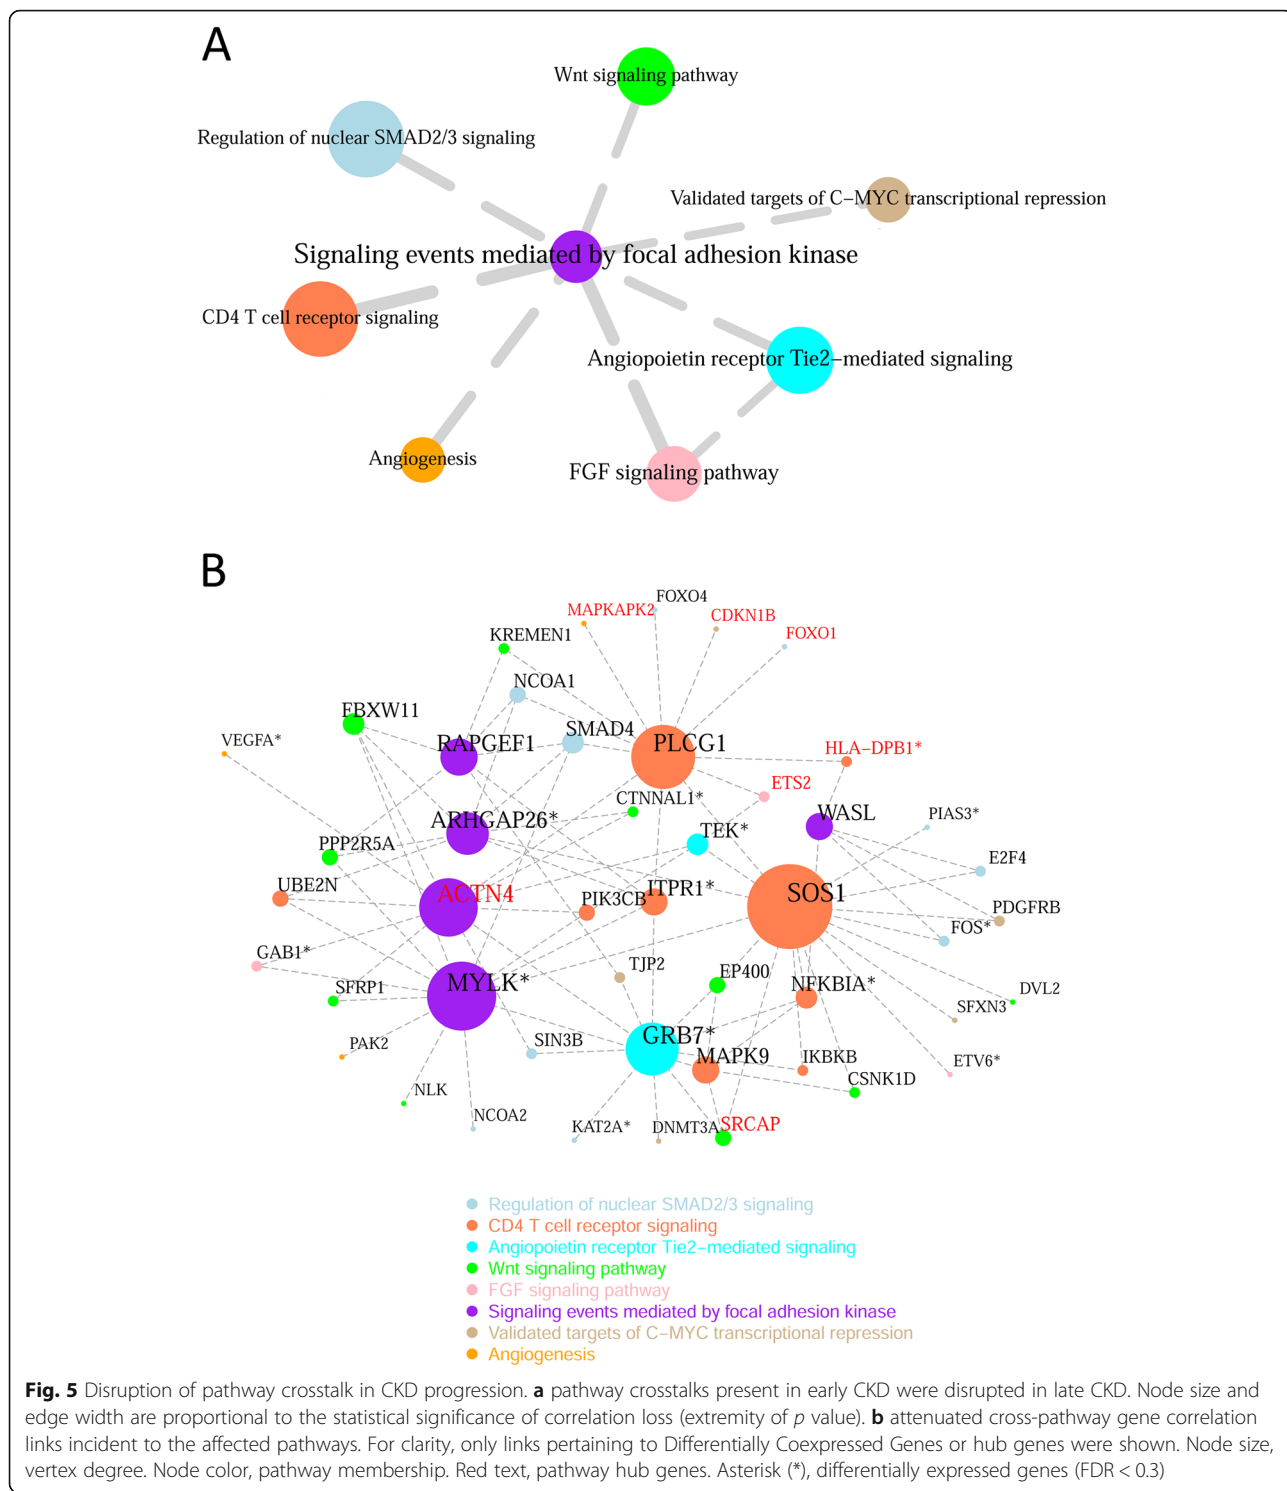 A
Wnt signaling pathway
Regulation of nuclear SMAD2/3 signaling
Validated targets of C−MYC transcriptional repression
Signaling events mediated by focal adhesion kinase
CD4 T cell receptor signaling
Angiopoietin receptor Tie2−mediated signaling
Angiogenesis
FGF signaling pathway
B
FOXO4
MAPKAPK2
CDKN1B
FOXO1
KREMEN1
NCOA1
FBXW11
SMAD4
VEGFA*
RAPGEF1
PLCG1
HLA−DPB1*
ETS2
CTNNAL1*
ARHGAP26*
TEK*
WASL
PIAS3*
PPP2R5A
E2F4
UBE2N
ACTN4
PIK3CB
ITPR1*
SOS1
PDGFRB
FOS*
GAB1*
TJP2
EP400
SFRP1
MYLK*
NFKBIA*
DVL2
SFXN3
PAK2
SIN3B
GRB7*
MAPK9
IKBKB
ETV6*
CSNK1D
NLK
NCOA2
KAT2A*
DNMT3A
SRCAP
Regulation of nuclear SMAD2/3 signaling
CD4 T cell receptor signaling
Angiopoietin receptor Tie2−mediated signaling
Wnt signaling pathway
FGF signaling pathway
Signaling events mediated by focal adhesion kinase
Validated targets of C−MYC transcriptional repression
Angiogenesis
Fig. 5 Disruption of pathway crosstalk in CKD progression. a pathway crosstalks present in early CKD were disrupted in late CKD. Node size and
edge width are proportional to the statistical significance of correlation loss (extremity of p value). b attenuated cross-pathway gene correlation
links incident to the affected pathways. For clarity, only links pertaining to Differentially Coexpressed Genes or hub genes were shown. Node size,
vertex degree. Node color, pathway membership. Red text, pathway hub genes. Asterisk (*), differentially expressed genes (FDR < 0.3)